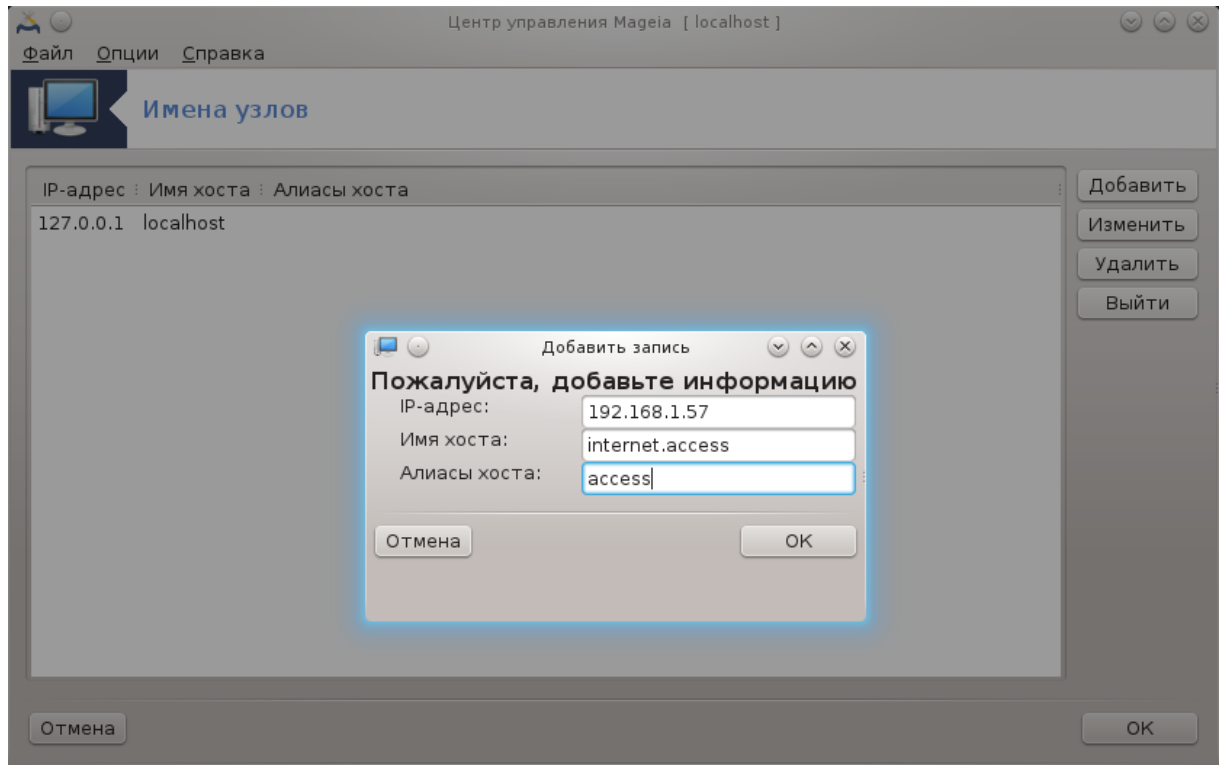 Центр управления Mageia [ localhost ]
Файл Опции Справка
Имена узлов
IP-адрес Имя хоста Алиасы хоста
127.0.0.1 localhost
Добавить
Изменить
Удалить
Выйти
Добавить запись
Пожалуйста, добавьте информацию
IP-адрес: 192.168.1.57
Имя хоста: internet.access
Алиасы хоста: access
Отмена OK
Отмена OK